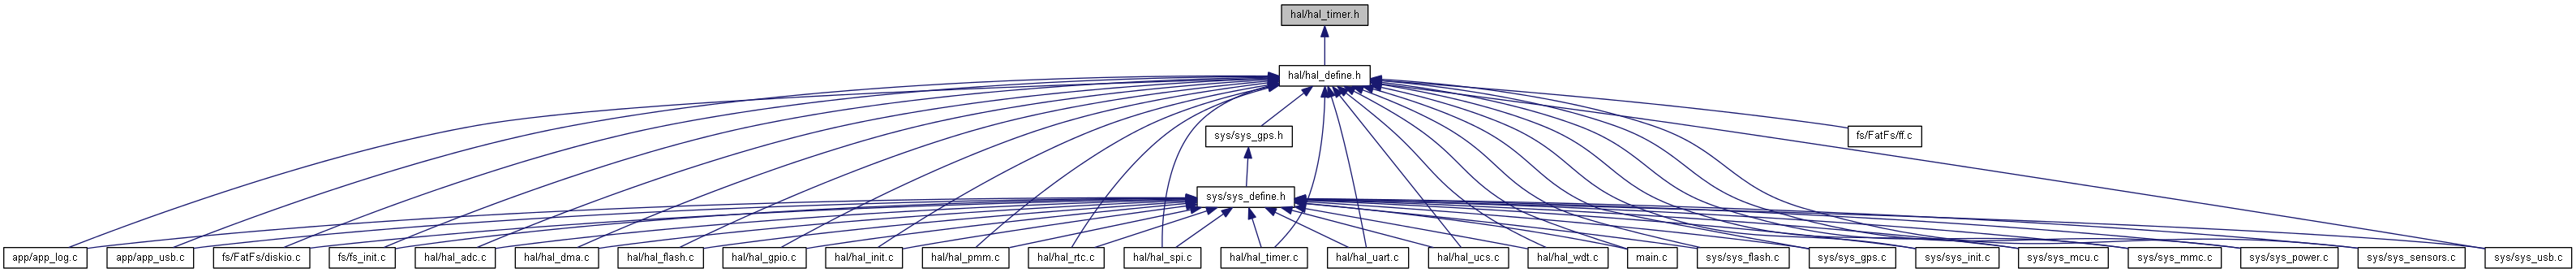 hal/hal_timer.h
hal/hal_define.h
sys/sys_gps.h
fs/FatFs/ff.c
sys/sys_define.h
app/app_log.c
app/app_usb.c
fs/FatFs/diskio.c
fs/fs_init.c
hal/hal_adc.c
hal/hal_dma.c
hal/hal_flash.c
hal/hal_gpio.c
hal/hal_init.c
hal/hal_pmm.c
hal/hal_rtc.c
hal/hal_spi.c
hal/hal_timer.c
hal/hal_uart.c
hal/hal_ucs.c
hal/hal_wdt.c
main.c
sys/sys_flash.c
sys/sys_gps.c
sys/sys_init.c
sys/sys_mcu.c
sys/sys_mmc.c
sys/sys_power.c
sys/sys_sensors.c
sys/sys_usb.c